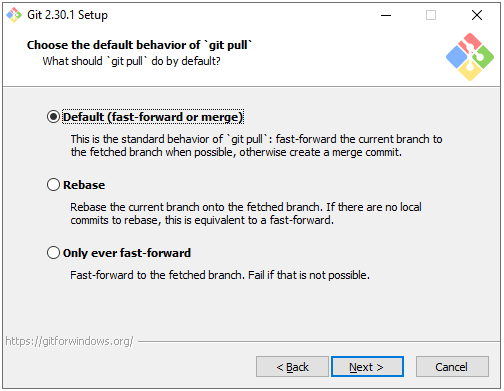 Git 2.30.1 Setup
Choose the default behavior of `git pull`
What should `git pull` do by default?
Default (fast-forward or merge)
This is the standard behavior of `git pull`: fast-forward the current branch to
the fetched branch when possible, otherwise create a merge commit.
Rebase
Rebase the current branch onto the fetched branch. If there are no local
commits to rebase, this is equivalent to a fast-forward.
Only ever fast-forward
Fast-forward to the fetched branch. Fail if that is not possible.
https://gitforwindows.org/
< Back
Next >
Cancel